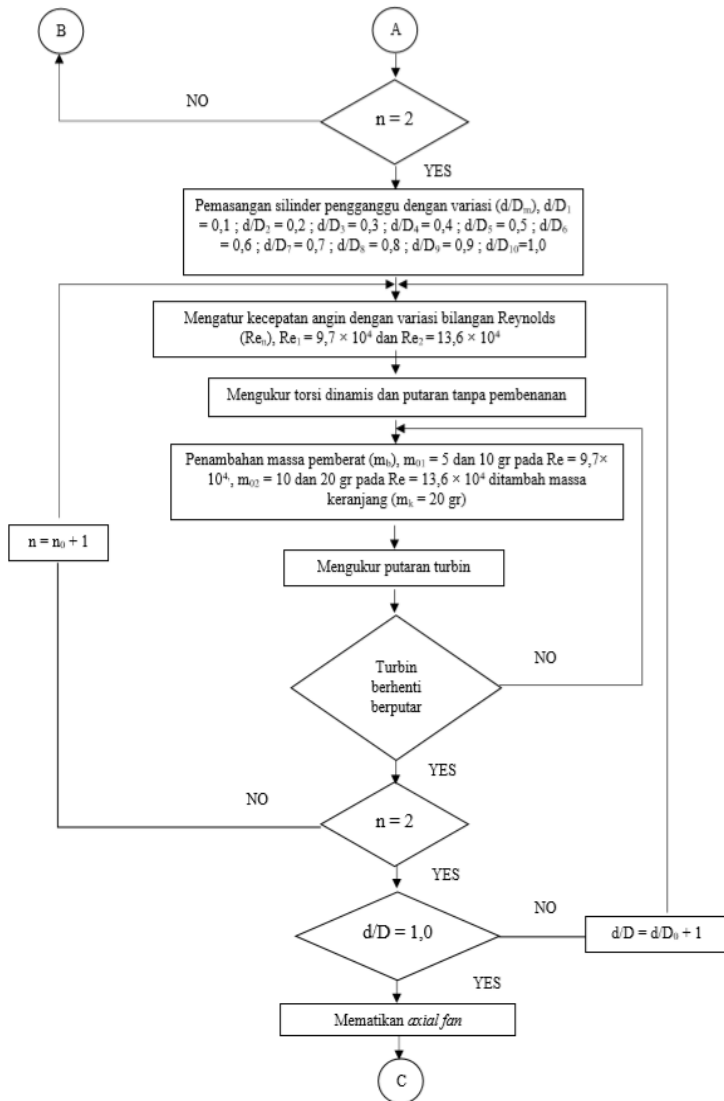 B
A
NO
n = 2
YES
Pemasangan silinder pengganggu dengan variasi (d/Dₘ), d/D₁
= 0,1 ; d/D₂ = 0,2 ; d/D₃ = 0,3 ; d/D₄ = 0,4 ; d/D₅ = 0,5 ; d/D₆
= 0,6 ; d/D₇ = 0,7 ; d/D₈ = 0,8 ; d/D₉ = 0,9 ; d/D₁₀=1,0
Mengatur kecepatan angin dengan variasi bilangan Reynolds
(Reₙ), Re₁ = 9,7 × 10⁴ dan Re₂ = 13,6 × 10⁴
Mengukur torsi dinamis dan putaran tanpa pembenanan
Penambahan massa pemberat (m_b), m₀₁ = 5 dan 10 gr pada Re = 9,7×
10⁴, m₀₂ = 10 dan 20 gr pada Re = 13,6 × 10⁴ ditambah massa
keranjang (mₖ = 20 gr)
n = n₀ + 1
Mengukur putaran turbin
Turbin
berhenti
berputar
NO
YES
NO
n = 2
YES
d/D = 1,0
NO
d/D = d/D₀ + 1
YES
Mematikan axial fan
C